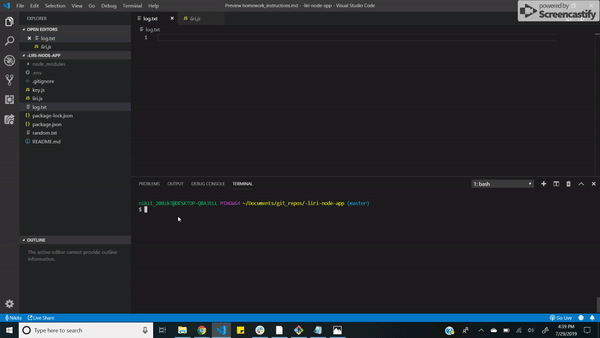 File Edit Selection View Go Debug Terminal Help
Preview homework_instructions.md - -liri-node-app - Visual Studio Code
powered by
Screencastify
EXPLORER
OPEN EDITORS
log.txt
liri.js
-LIRI-NODE-APP
node_modules
.env
.gitignore
key.js
liri.js
log.txt
package-lock.json
package.json
random.txt
README.md
OUTLINE
The active editor cannot provide outline
information.
log.txt
liri.js
log.txt
1
PROBLEMS OUTPUT DEBUG CONSOLE TERMINAL
1: bash
MINGW64 ~/Documents/git_repos/-liri-node-app (master)
$
Nikita
Live Share
Go Live
Type here to search
4:39 PM
7/29/2019